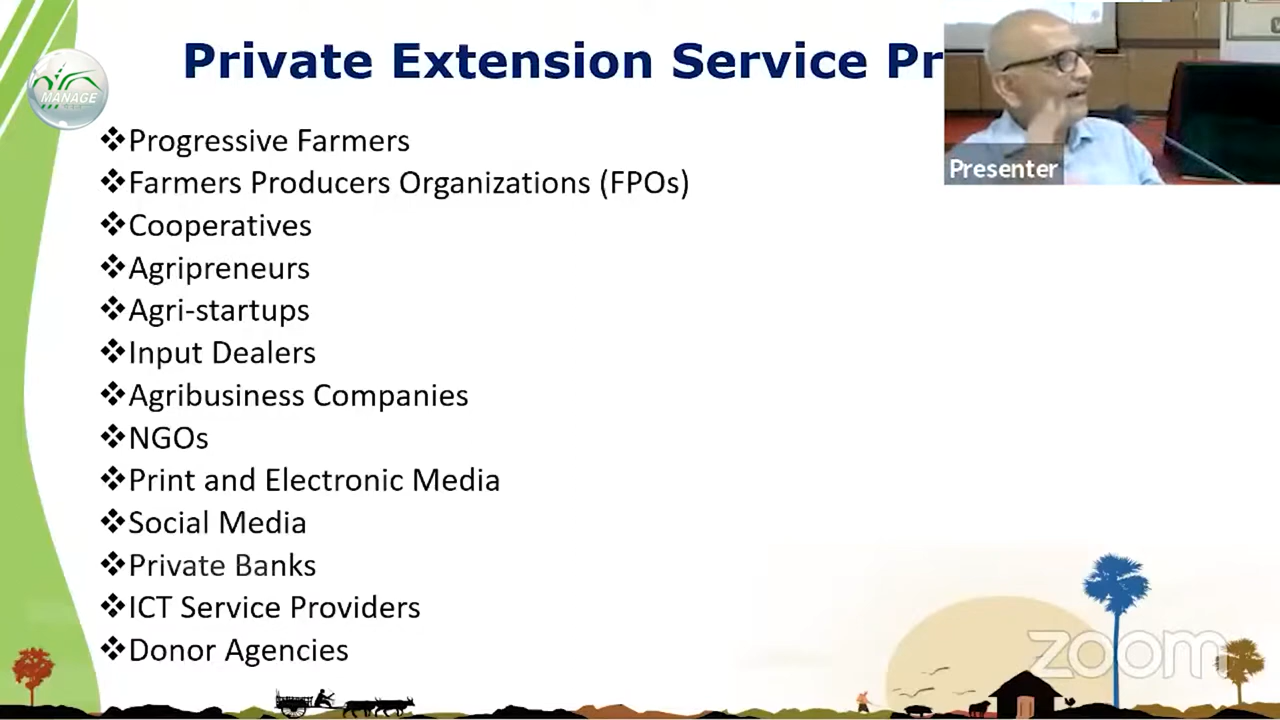 Private Extension Service Pr
MANAGE
Presenter
❖Progressive Farmers
❖Farmers Producers Organizations (FPOs)
❖Cooperatives
❖Agripreneurs
❖Agri-startups
❖Input Dealers
❖Agribusiness Companies
❖NGOs
❖Print and Electronic Media
❖Social Media
❖Private Banks
❖ICT Service Providers
❖Donor Agencies
zoom